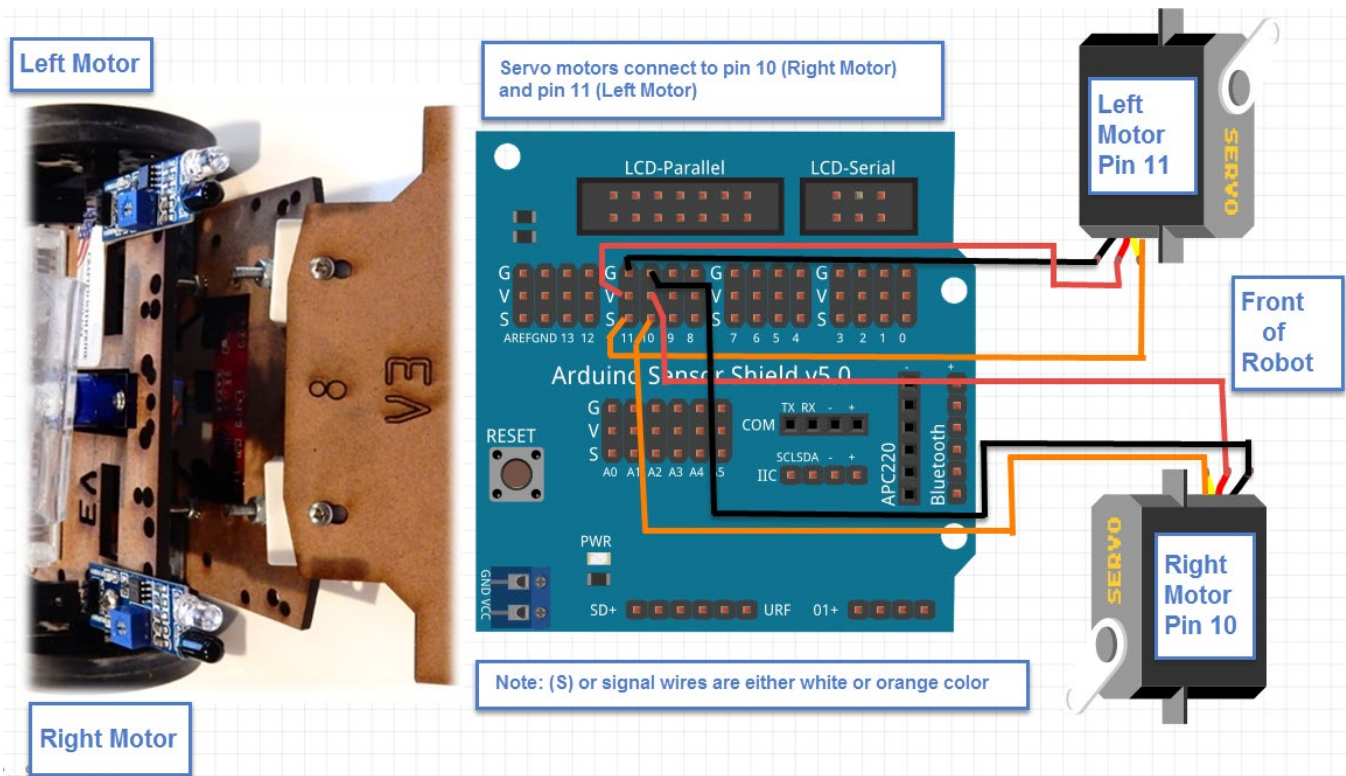 Left Motor
Servo motors connect to pin 10 (Right Motor)
and pin 11 (Left Motor)
Left
Motor
Pin 11
SERVO
LCD-Parallel
LCD-Serial
G G G G
V V V V
S S S S
AREF GND 13 12 11 10 9 8 7 6 5 4 3 2 1 0
Front
of
Robot
Arduino Sensor Shield v5.0
- +
G
V
S
A0 A1 A2 A3 A4 A5
RESET
TX RX - +
COM
SCL SDA - +
IIC
APC220
Bluetooth
EA
8
EA
PWR
GND VCC
SD+
URF
01+
SERVO
Right
Motor
Pin 10
Note: (S) or signal wires are either white or orange color
Right Motor